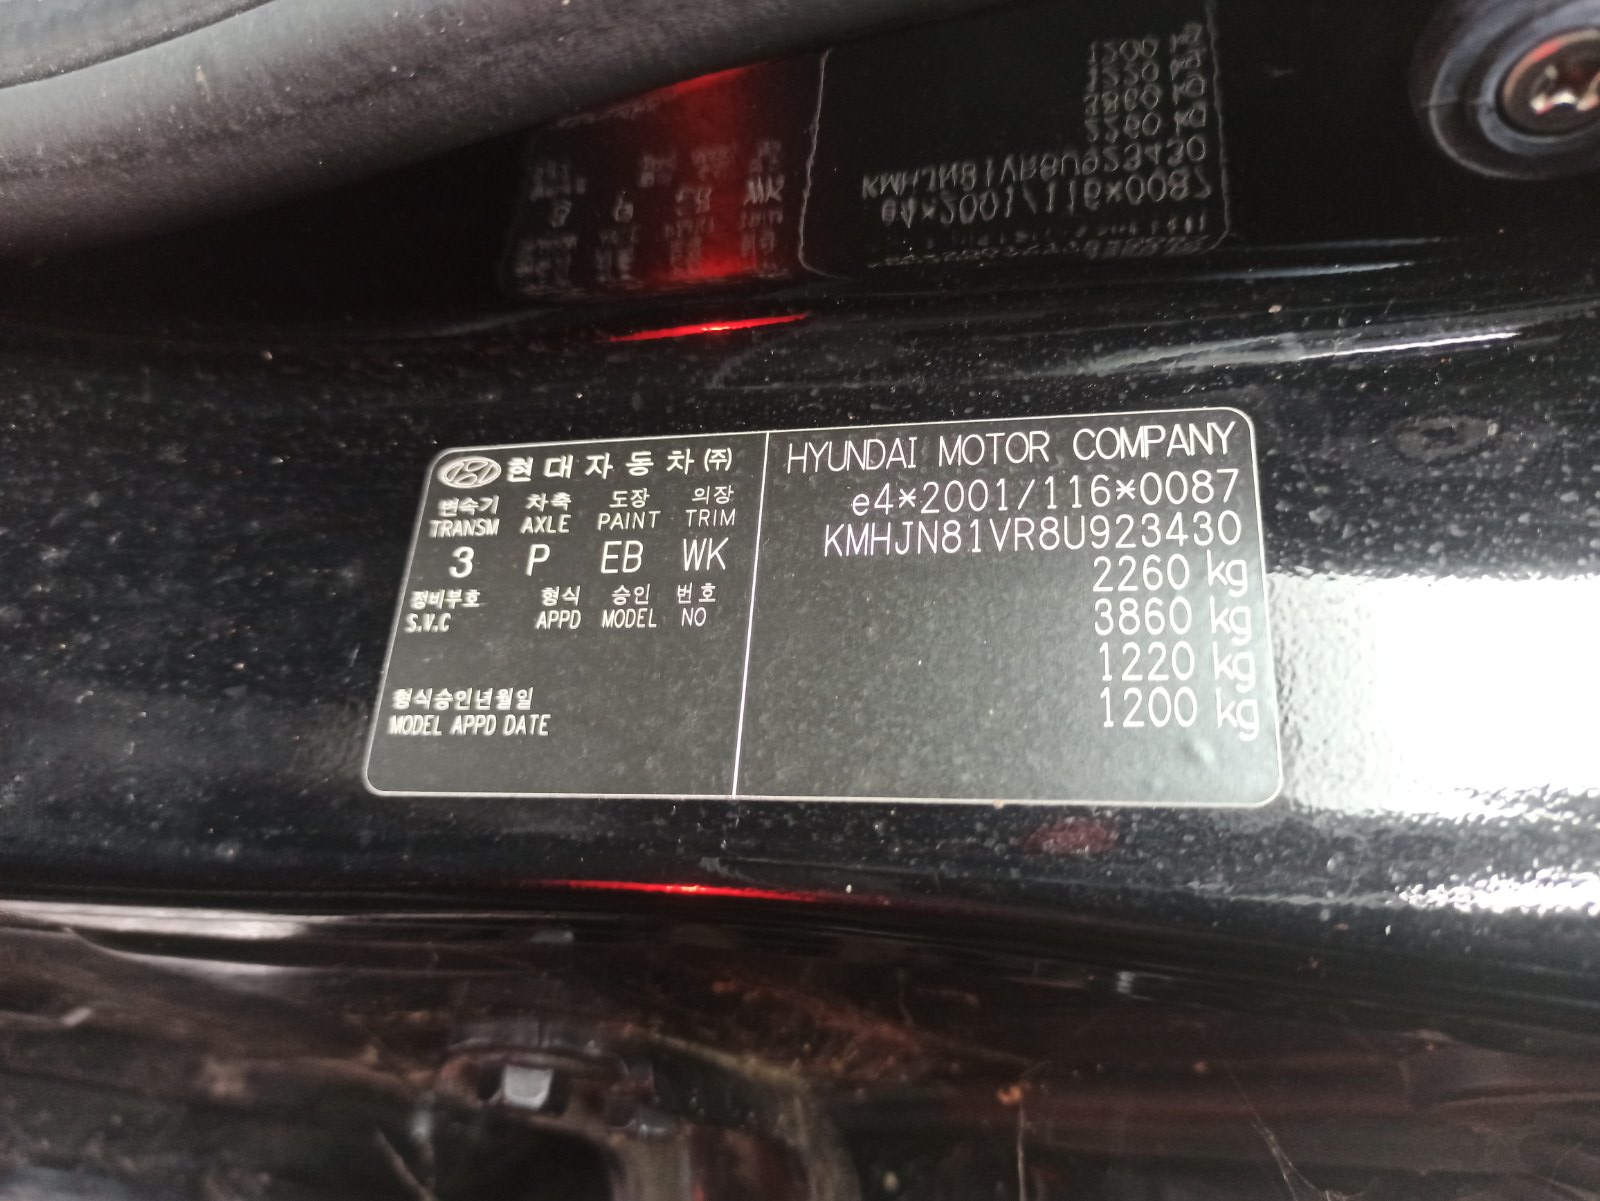 현대자동차(주)
변속기 차축 도장 의장
TRANSM AXLE PAINT TRIM
3 P EB WK
정비부호 형식 승인 번호
S.V.C APPD MODEL NO
형식승인년월일
MODEL APPD DATE
HYUNDAI MOTOR COMPANY
e4*2001/116*0087
KMHJN81VR8U923430
2260 kg
3860 kg
1220 kg
1200 kg